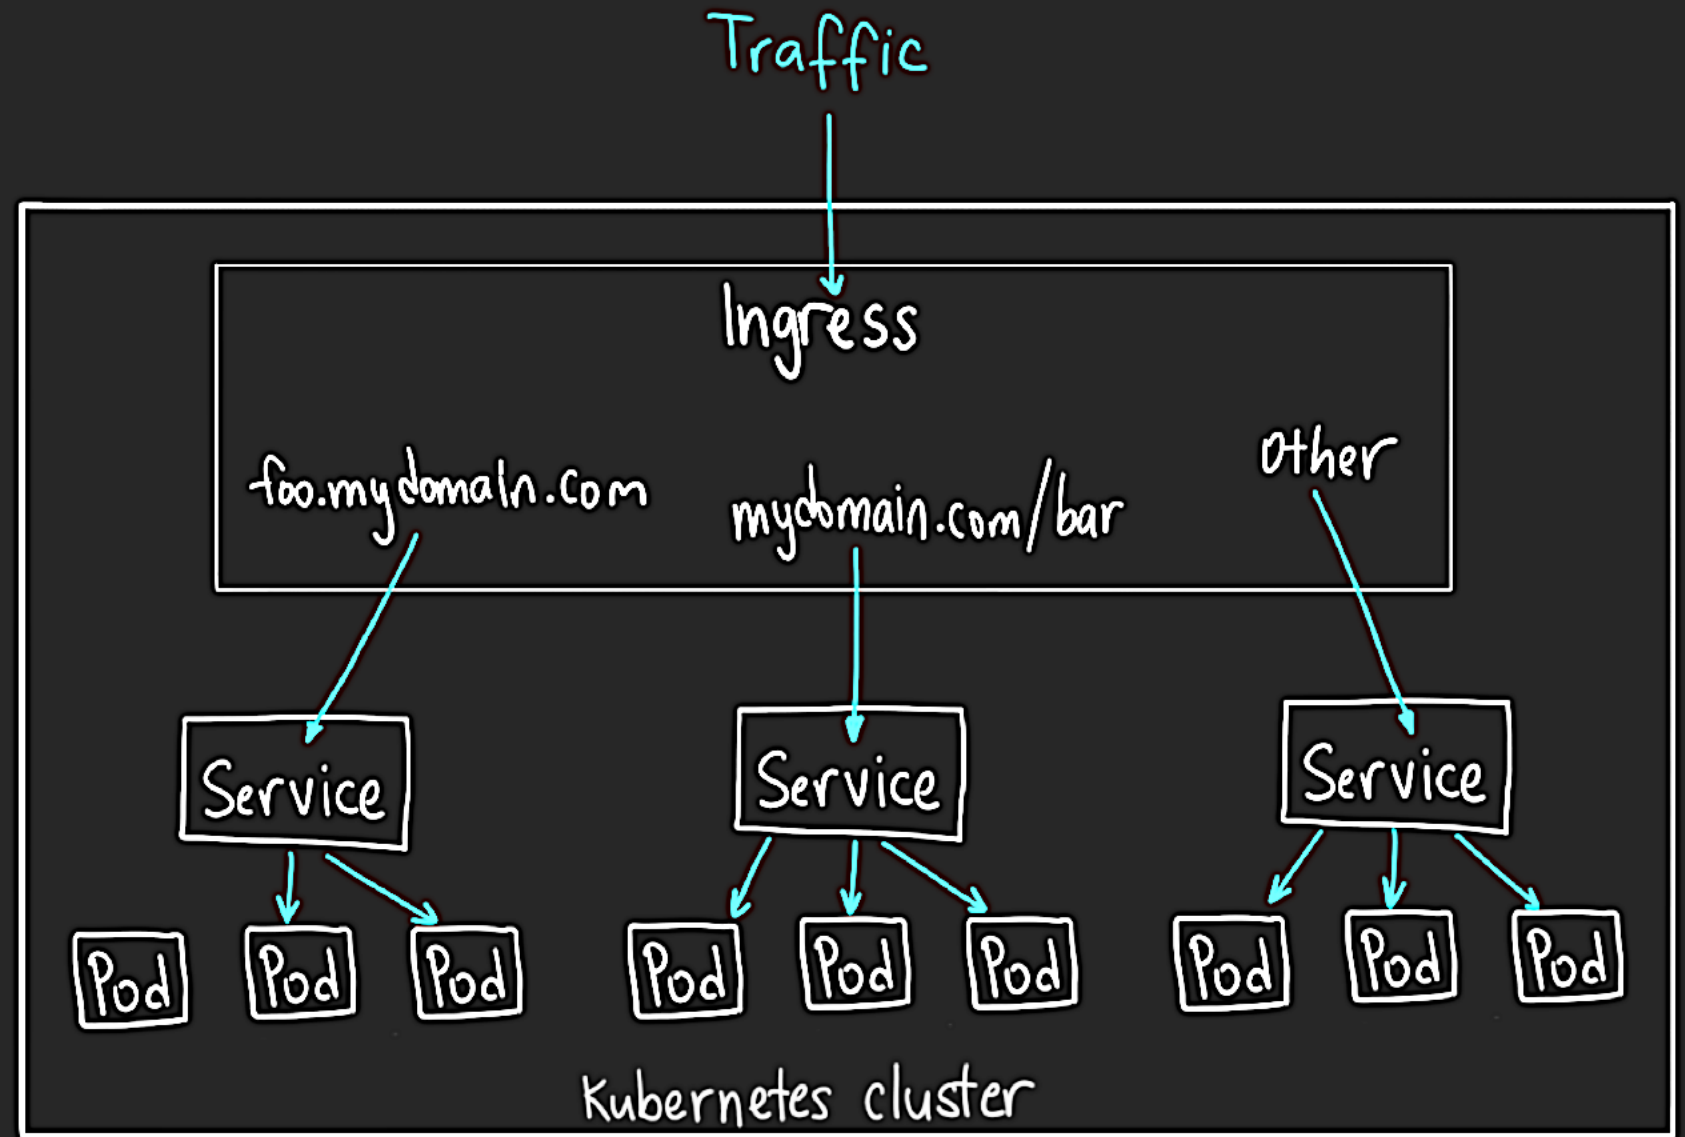 Traffic
Ingress
foo.mydomain.com
mydomain.com/bar
Other
Service
Service
Service
Pod
Pod
Pod
Pod
Pod
Pod
Pod
Pod
Pod
Kubernetes cluster